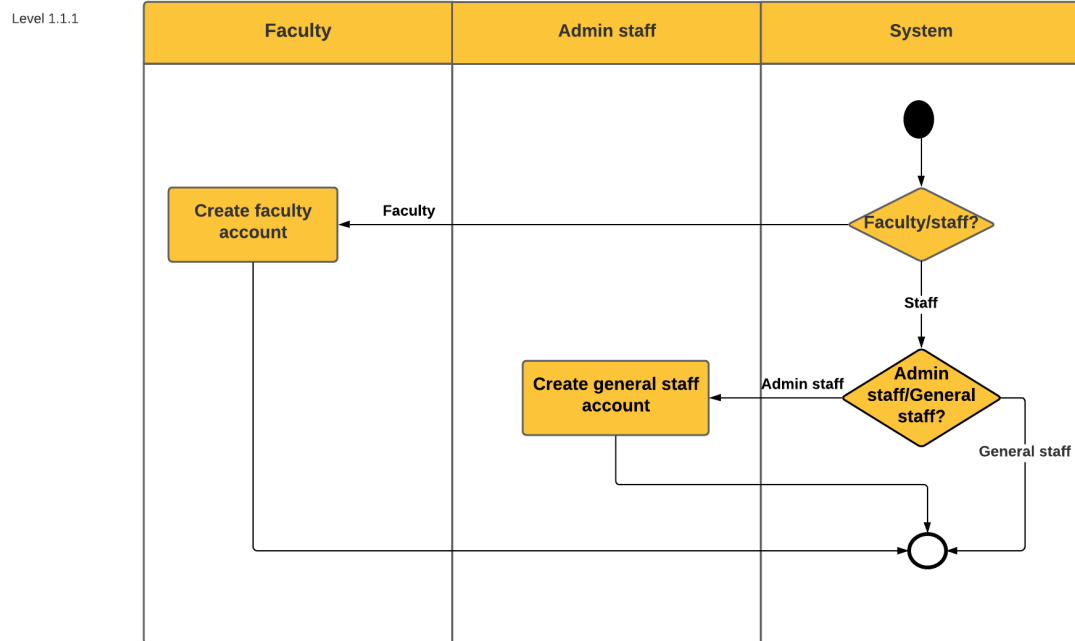 Level 1.1.1
Faculty
Admin staff
System
Create faculty
account
Faculty
Faculty/staff?
Staff
Create general staff
account
Admin staff
Admin
staff/General
staff?
General staff